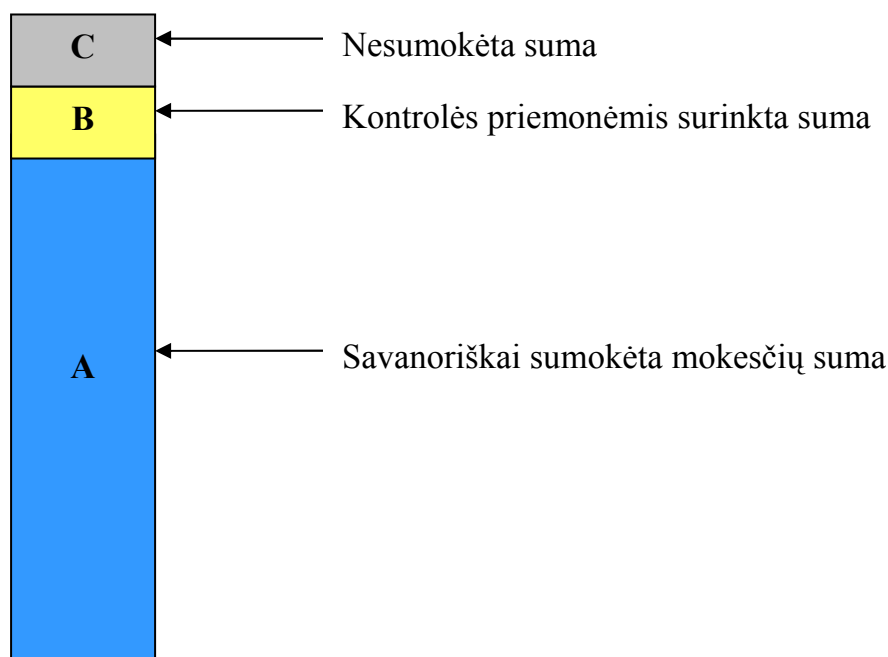 C Nesumokėta suma
B Kontrolės priemonėmis surinkta suma
A Savanoriškai sumokėta mokesčių suma